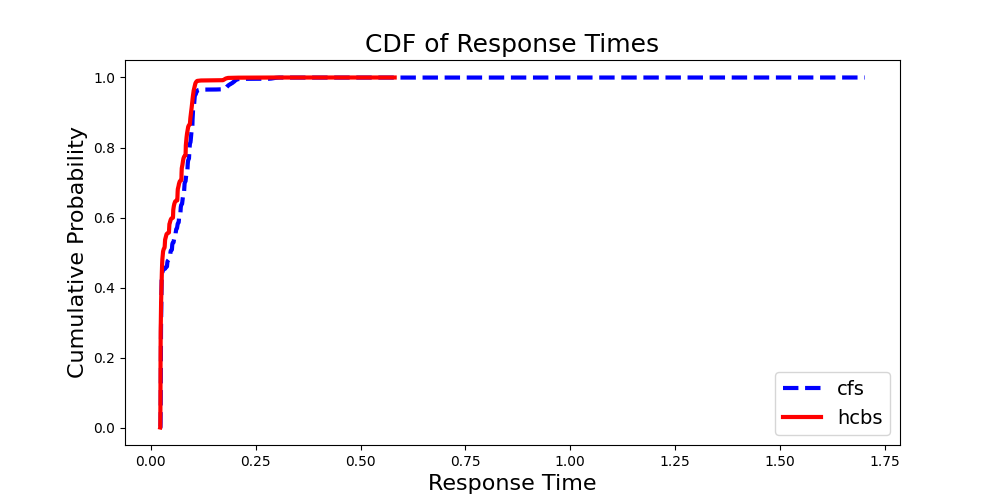 CDF of Response Times
Cumulative Probability
1.0
0.8
0.6
0.4
0.2
0.0
cfs
hcbs
0.00 0.25 0.50 0.75 1.00 1.25 1.50 1.75
Response Time